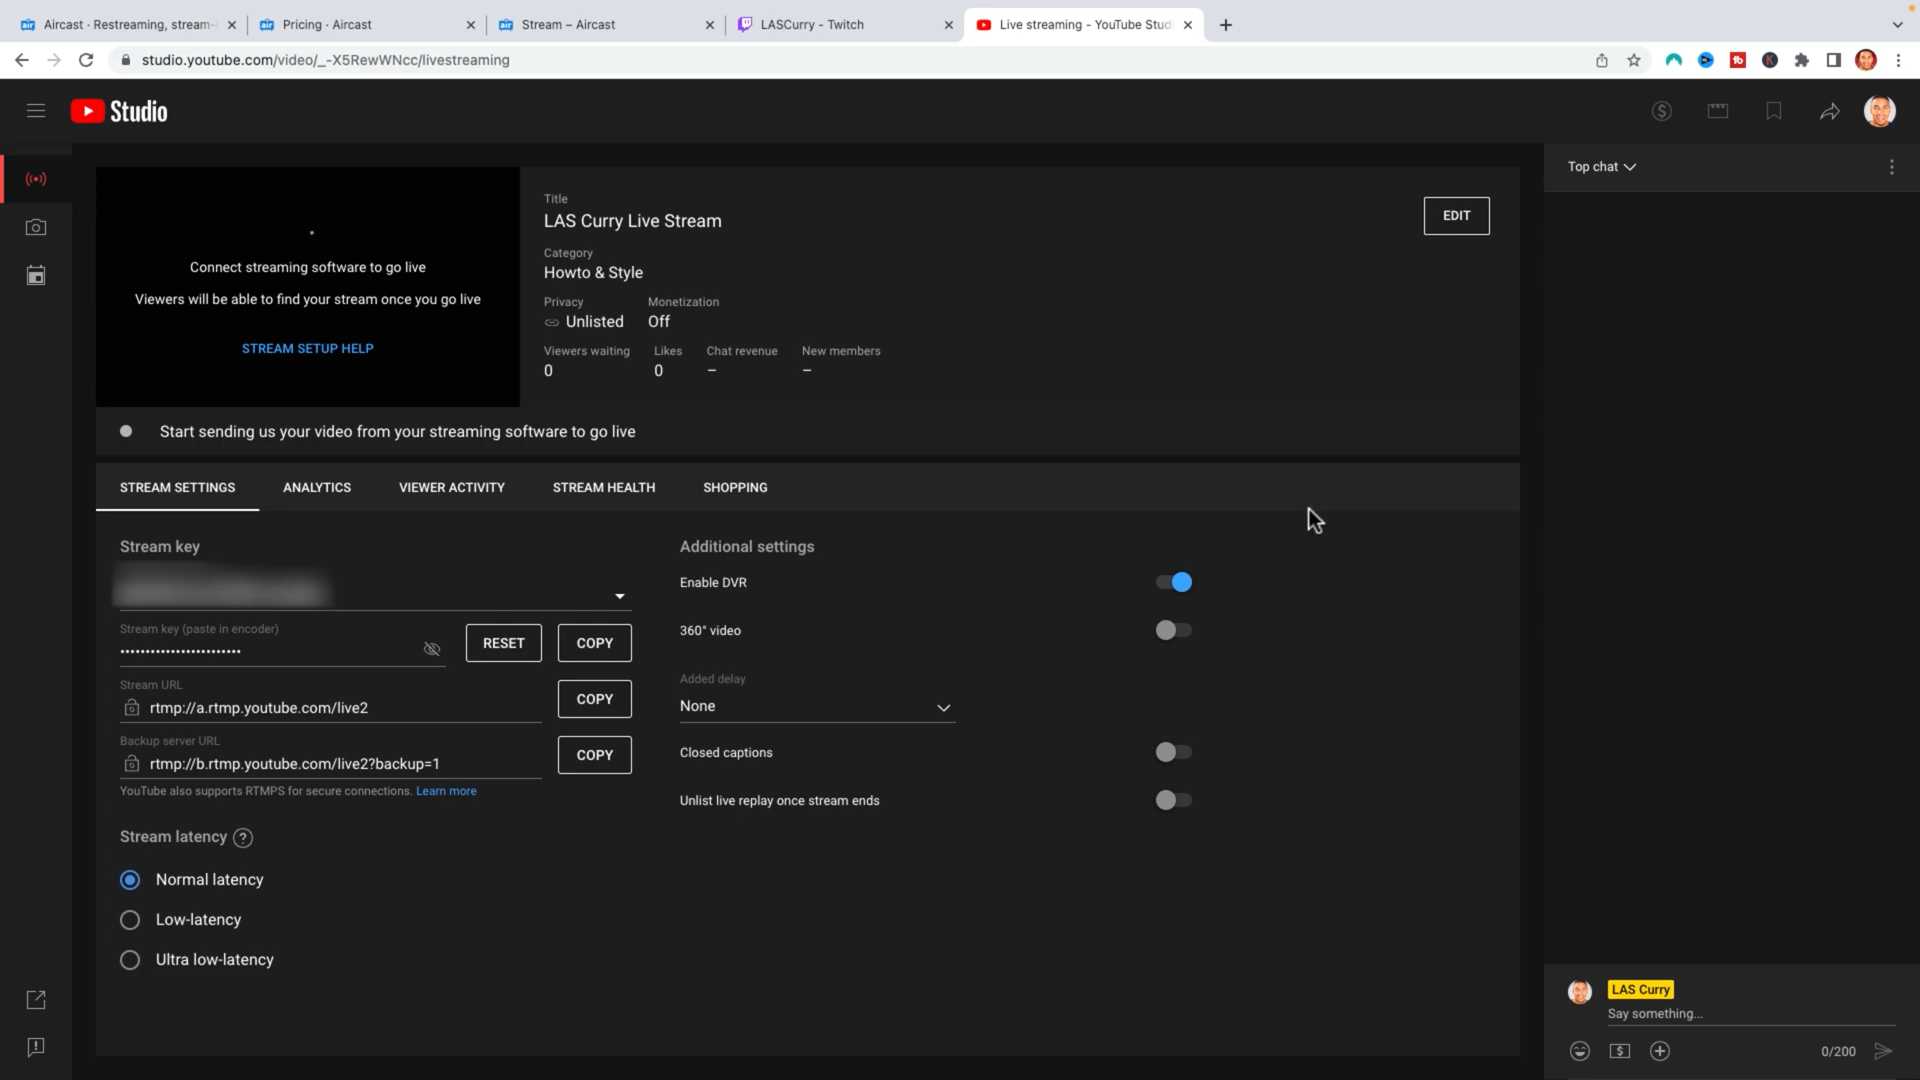 Aircast · Restreaming, stream-
Pricing · Aircast
Stream – Aircast
LASCurry - Twitch
Live streaming - YouTube Stud
studio.youtube.com/video/_-X5RewWNcc/livestreaming
Studio
Top chat
Connect streaming software to go live
Viewers will be able to find your stream once you go live
STREAM SETUP HELP
Title
LAS Curry Live Stream
EDIT
Category
Howto & Style
Privacy Monetization
Unlisted Off
Viewers waiting Likes Chat revenue New members
0 0 – –
Start sending us your video from your streaming software to go live
STREAM SETTINGS ANALYTICS VIEWER ACTIVITY STREAM HEALTH SHOPPING
Stream key
Stream key (paste in encoder)
••••••••••••••••••••••••
RESET COPY
Stream URL
rtmp://a.rtmp.youtube.com/live2
COPY
Backup server URL
rtmp://b.rtmp.youtube.com/live2?backup=1
COPY
YouTube also supports RTMPS for secure connections. Learn more
Stream latency ?
Normal latency
Low-latency
Ultra low-latency
Additional settings
Enable DVR
360° video
Added delay
None
Closed captions
Unlist live replay once stream ends
LAS Curry
Say something...
0/200